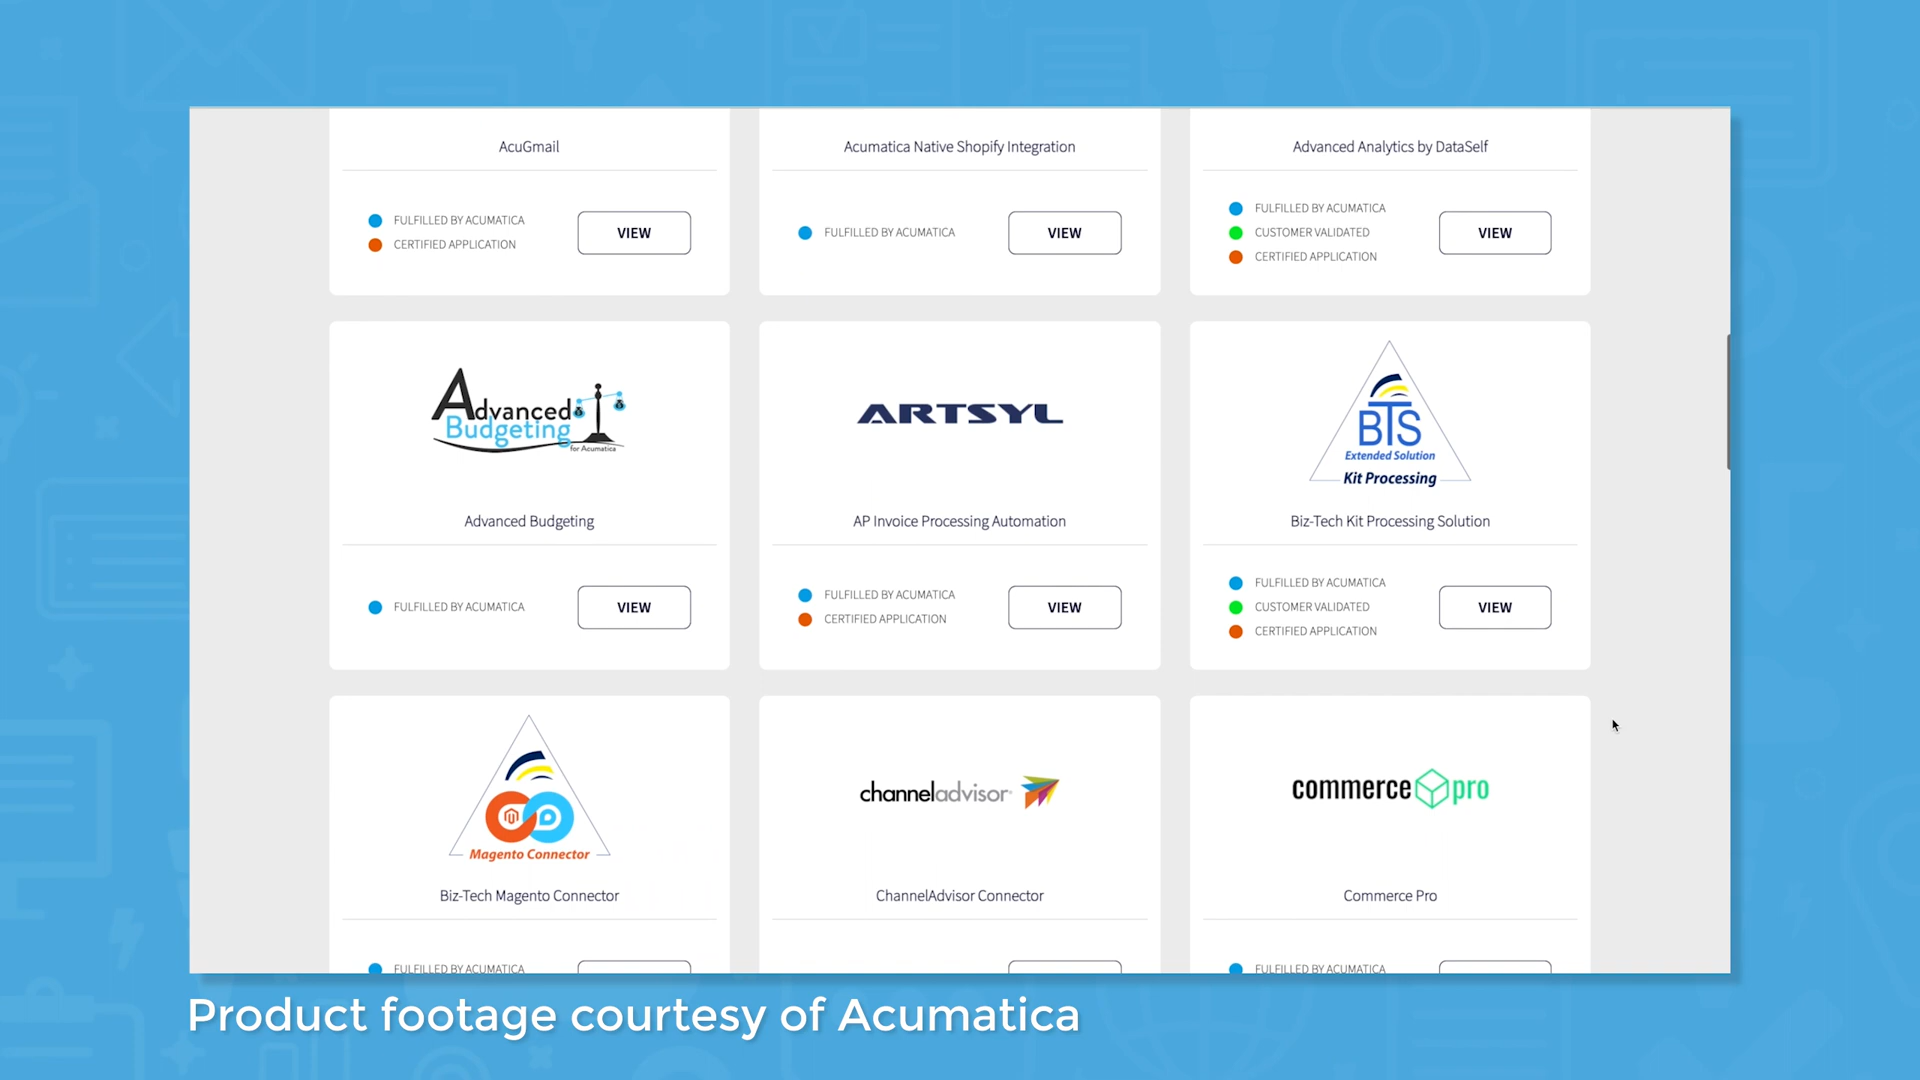 AcuGmail
Acumatica Native Shopify Integration
Advanced Analytics by DataSelf
FULFILLED BY ACUMATICA
CERTIFIED APPLICATION
VIEW
FULFILLED BY ACUMATICA
VIEW
FULFILLED BY ACUMATICA
CUSTOMER VALIDATED
CERTIFIED APPLICATION
VIEW
Advanced
Budgeting
for Acumatica
Advanced Budgeting
FULFILLED BY ACUMATICA
VIEW
ARTSYL
AP Invoice Processing Automation
FULFILLED BY ACUMATICA
CERTIFIED APPLICATION
VIEW
BTS
Extended Solution
Kit Processing
Biz-Tech Kit Processing Solution
FULFILLED BY ACUMATICA
CUSTOMER VALIDATED
CERTIFIED APPLICATION
VIEW
Magento Connector
Biz-Tech Magento Connector
FULFILLED BY ACUMATICA
channeladvisor
ChannelAdvisor Connector
commerce pro
Commerce Pro
FULFILLED BY ACUMATICA
Product footage courtesy of Acumatica